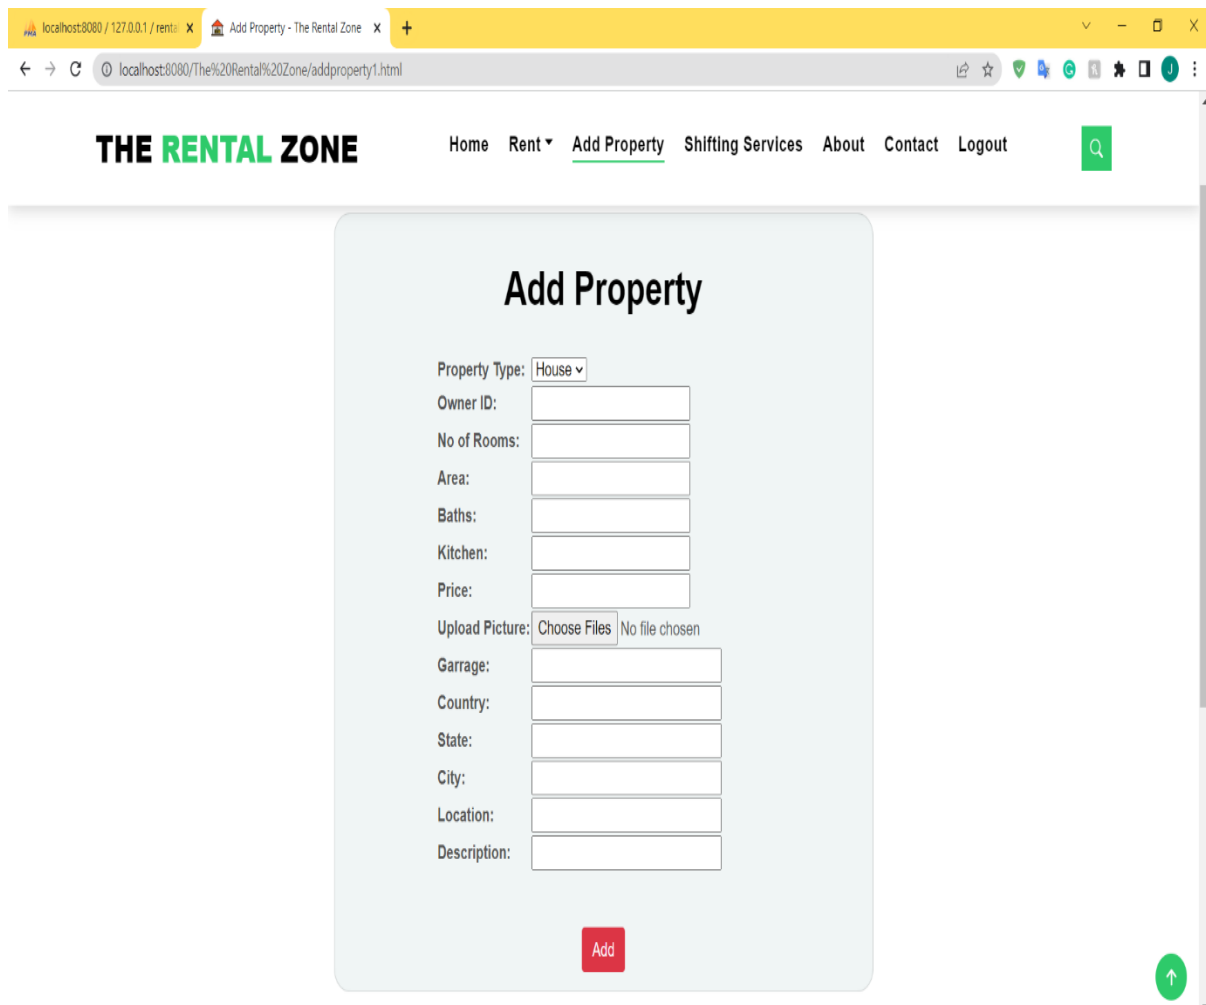 localhost:8080 / 127.0.0.1 / rental
Add Property - The Rental Zone
localhost:8080/The%20Rental%20Zone/addproperty1.html
THE RENTAL ZONE
Home Rent Add Property Shifting Services About Contact Logout
Add Property
Property Type: House
Owner ID:
No of Rooms:
Area:
Baths:
Kitchen:
Price:
Upload Picture: Choose Files No file chosen
Garrage:
Country:
State:
City:
Location:
Description:
Add